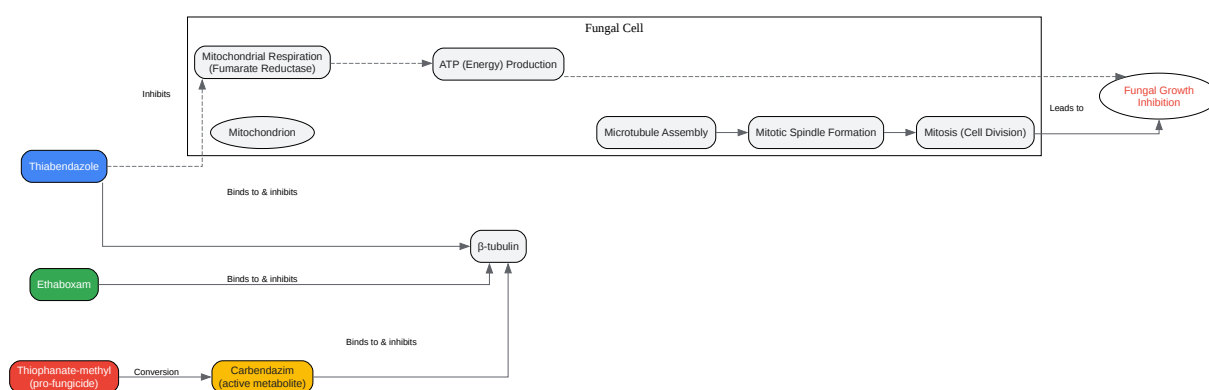 Fungal Cell
Mitochondrial Respiration
(Fumarate Reductase)
ATP (Energy) Production
Inhibits
Fungal Growth
Inhibition
Leads to
Mitochondrion
Microtubule Assembly
Mitotic Spindle Formation
Mitosis (Cell Division)
Thiabendazole
Binds to & inhibits
β-tubulin
Ethaboxam
Binds to & inhibits
Binds to & inhibits
Thiophanate-methyl
(pro-fungicide)
Conversion
Carbendazim
(active metabolite)